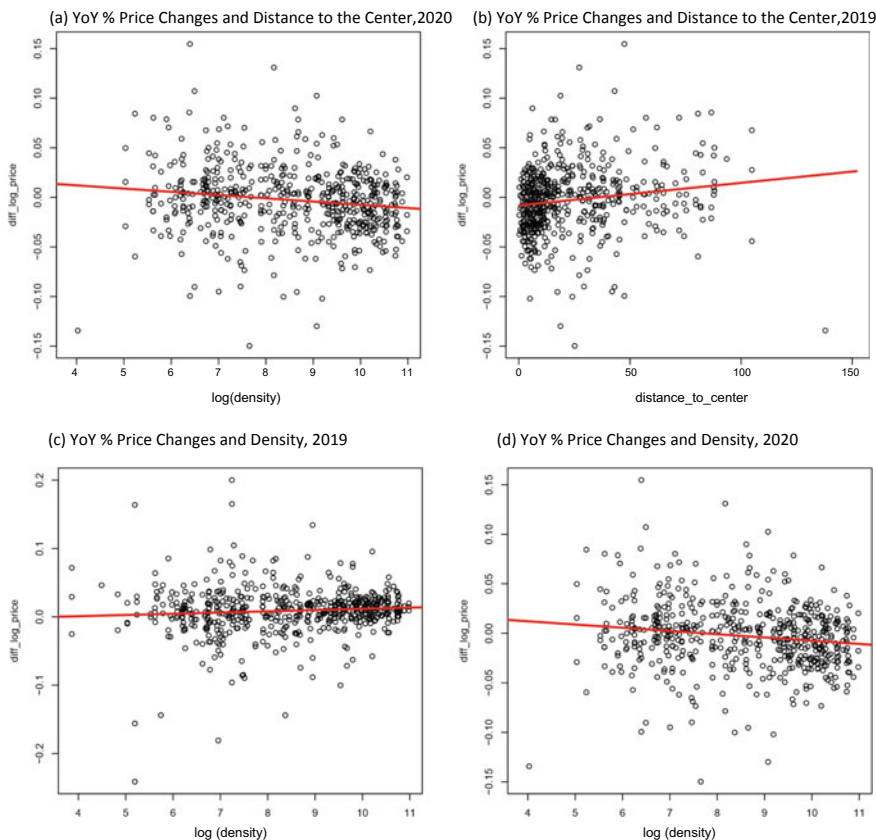 (a) YoY % Price Changes and Distance to the Center,2020
(b) YoY % Price Changes and Distance to the Center,2019
diff_log_price
0.15
0.10
0.05
0.00
−0.05
−0.10
−0.15
4 5 6 7 8 9 10 11
log(density)
diff_log_price
0.15
0.10
0.05
0.00
−0.05
−0.10
−0.15
0 50 100 150
distance_to_center
(c) YoY % Price Changes and Density, 2019
(d) YoY % Price Changes and Density, 2020
diff_log_price
0.2
0.1
0.0
−0.1
−0.2
4 5 6 7 8 9 10 11
log (density)
diff_log_price
0.15
0.10
0.05
0.00
−0.05
−0.10
−0.15
4 5 6 7 8 9 10 11
log (density)